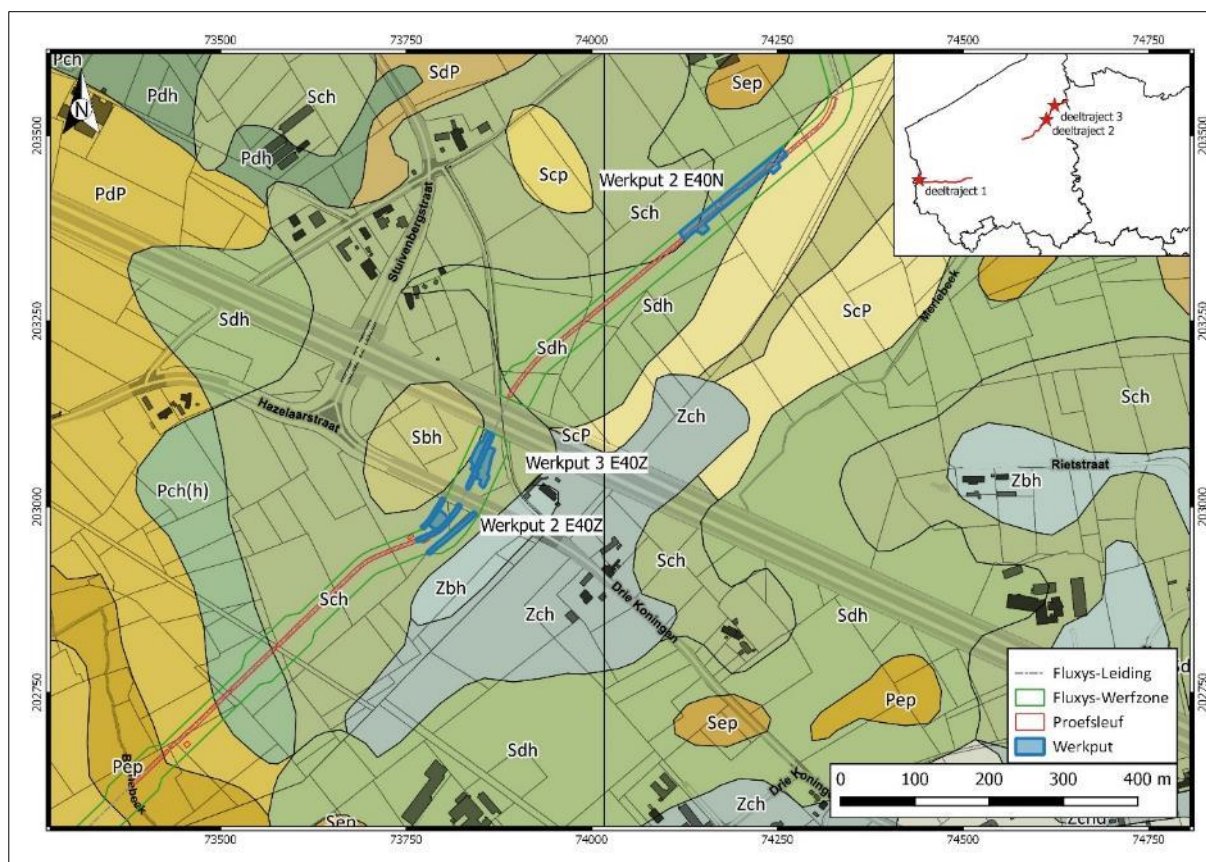 73500 73750 74000 74250 74500 74750
Pch
N
Pdh
Sch
SdP
Sep
deeltraject 3
deeltraject 2
deeltraject 1
203500
203500
Pdh
Scp
Werkput 2 E40N
Sch
PdP
Stuivenbergstraat
Sdh
ScP
Merlebeek
203250
203250
Sdh
Sdh
Hazelaarstraat
Zch
Sch
Sbh
ScP
Werkput 3 E40Z
Rietstraat
Zbh
Pch(h)
203000
203000
Werkput 2 E40Z
Sch
Zbh
Sch
Zch
Drie Koningen
Sdh
202750
202750
Sep
Pep
Sdh
Pep
Sep
Zch
Fluxys-Leiding
Fluxys-Werfzone
Proefsleuf
Werkput
0 100 200 300 400 m
73500 73750 74000 74250 74500 74750